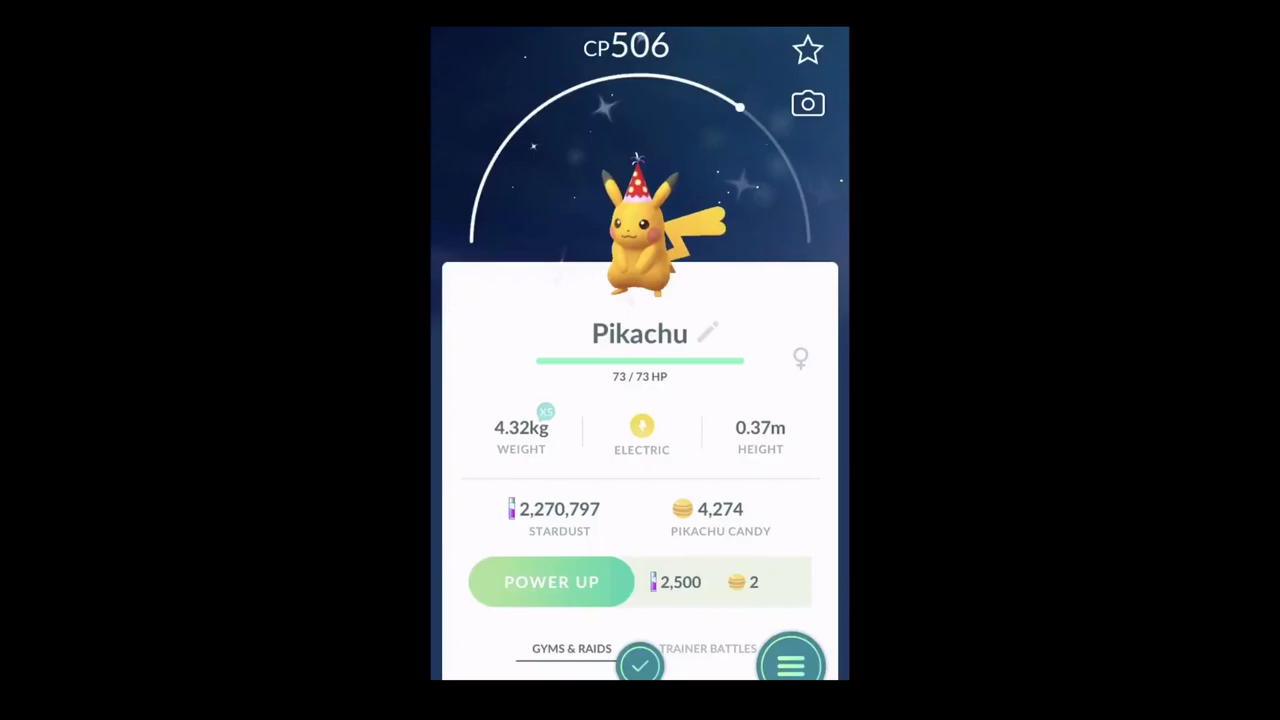 CP506
Pikachu
73 / 73 HP
XS
4.32kg
WEIGHT
ELECTRIC
0.37m
HEIGHT
2,270,797
STARDUST
4,274
PIKACHU CANDY
POWER UP
2,500
2
GYMS & RAIDS
TRAINER BATTLES